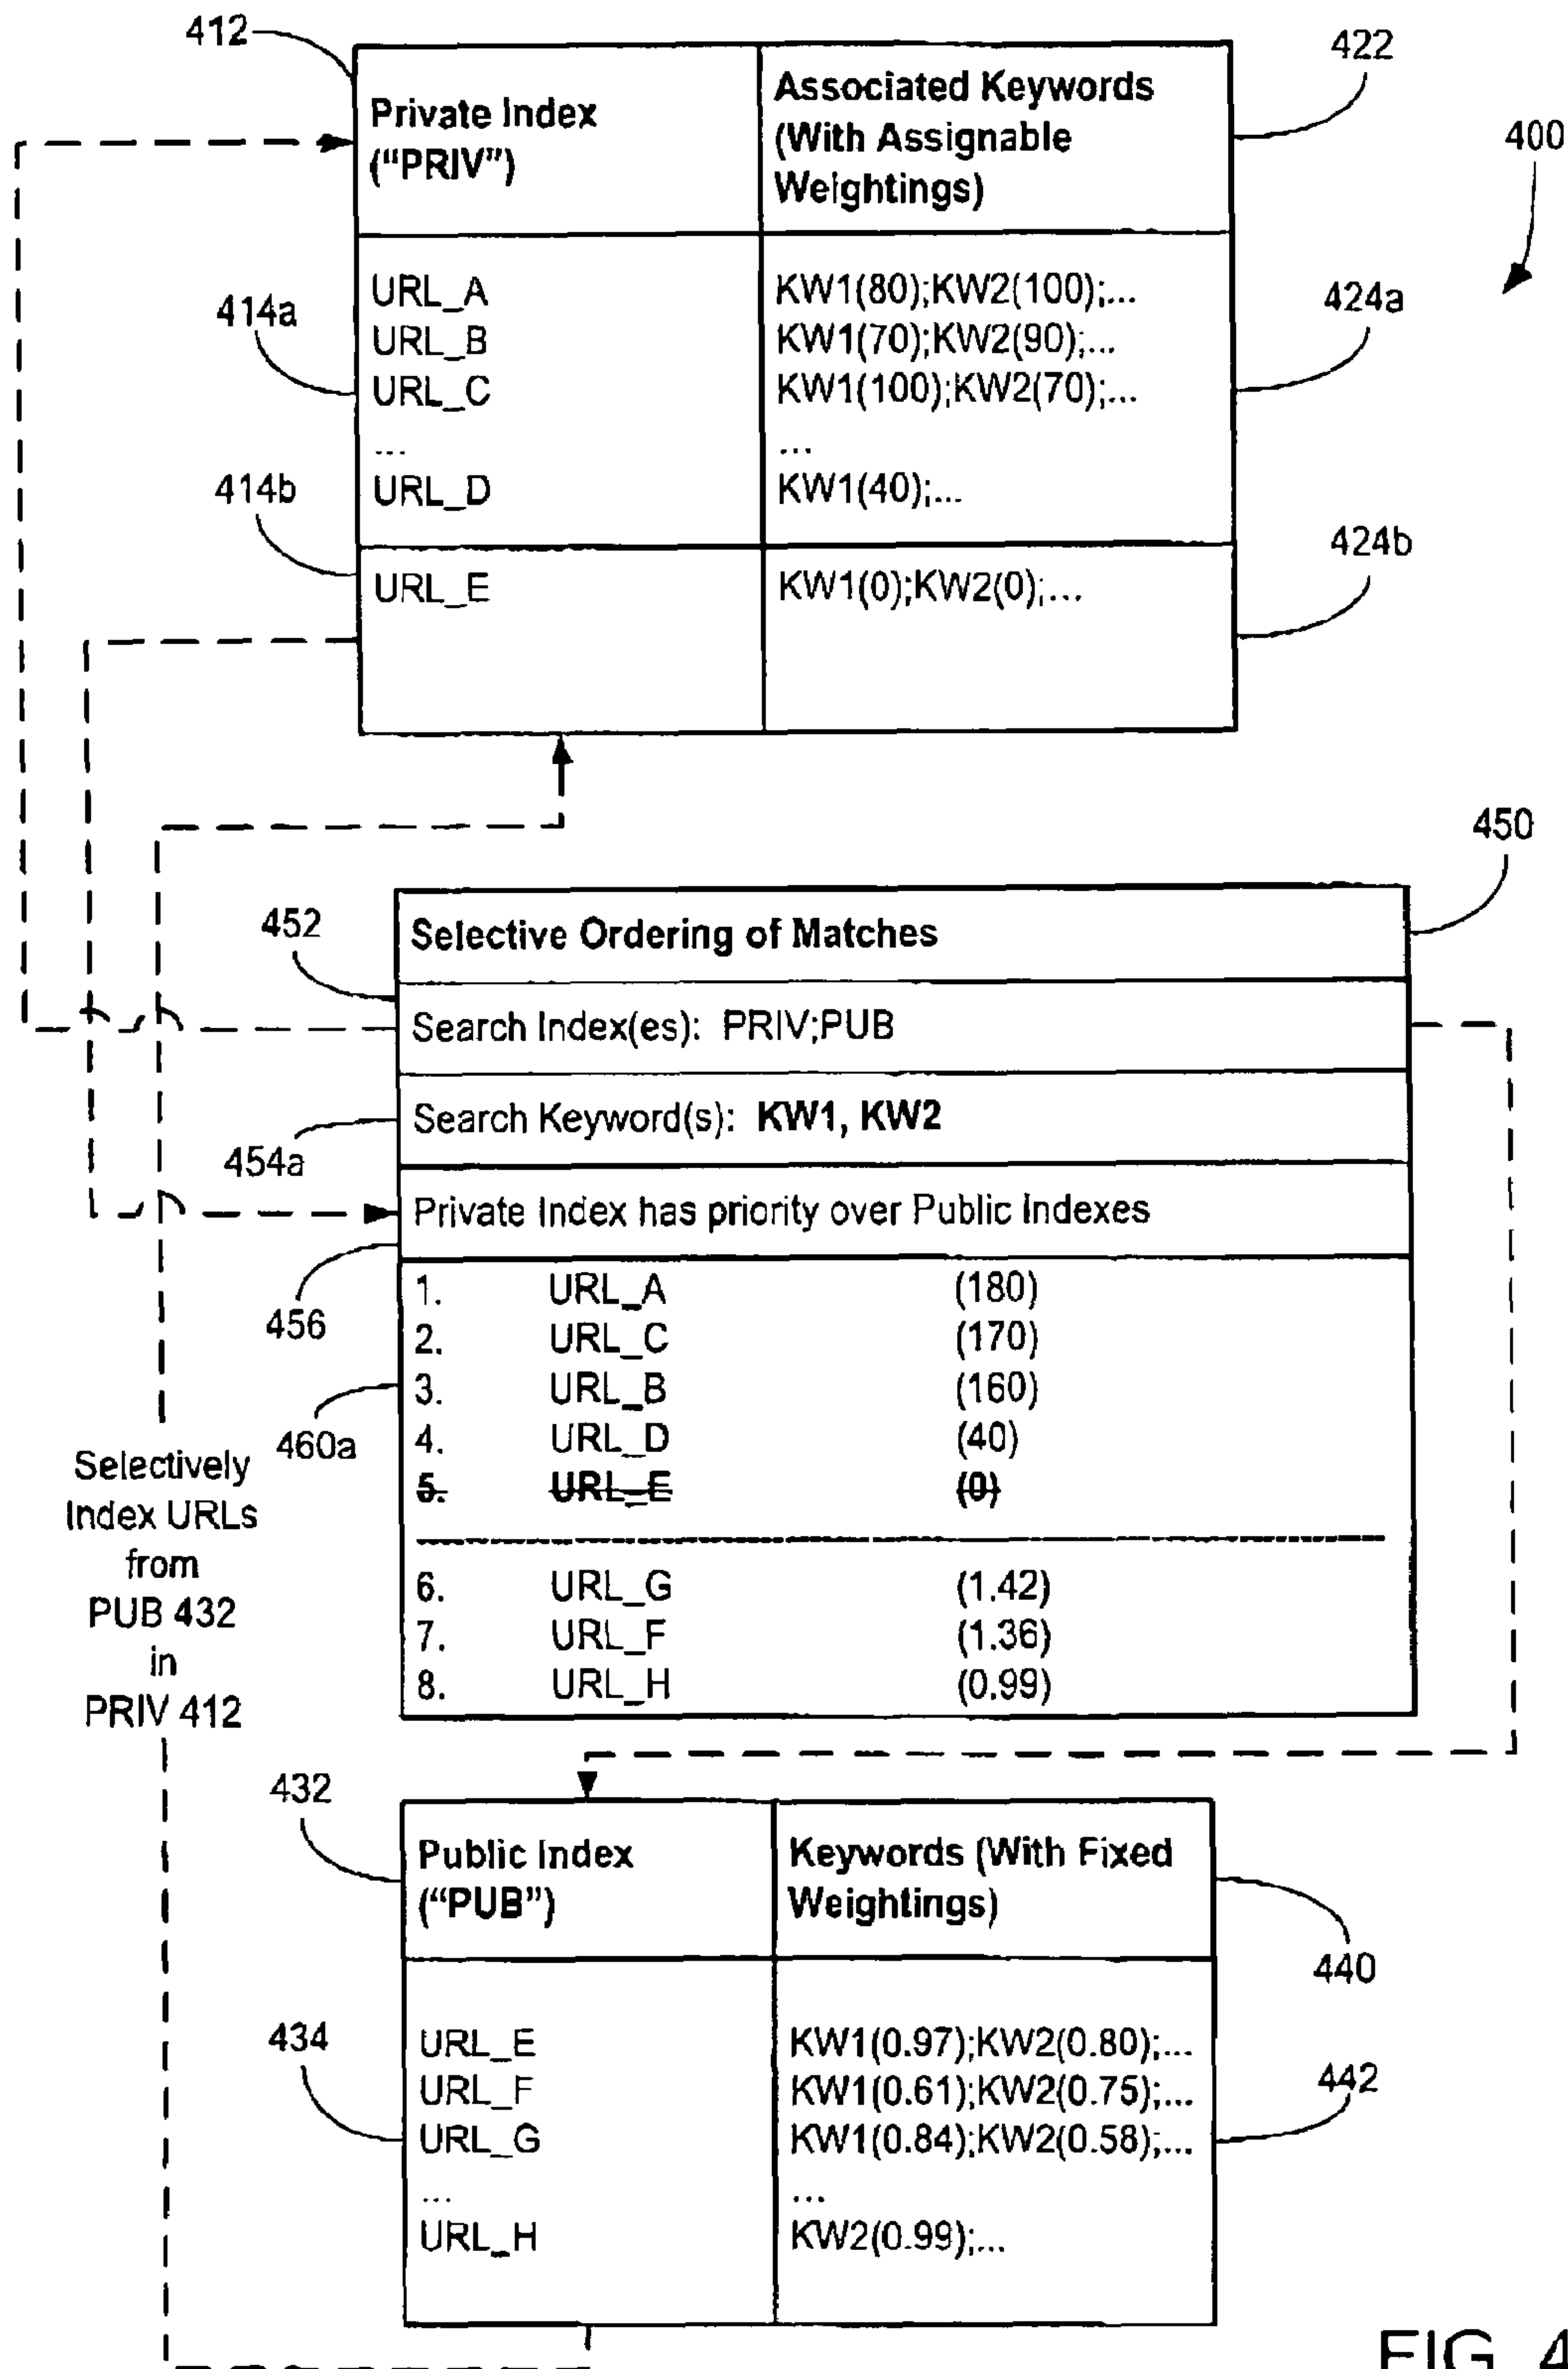 412
422
400
Private Index
("PRIV")
Associated Keywords
(With Assignable
Weightings)
414a
424a
URL_A KW1(80);KW2(100);...
URL_B KW1(70);KW2(90);...
URL_C KW1(100);KW2(70);...
... ...
414b
URL_D KW1(40);...
424b
URL_E KW1(0);KW2(0);...
450
452
Selective Ordering of Matches
Search Index(es): PRIV;PUB
Search Keyword(s): KW1, KW2
454a
Private Index has priority over Public Indexes
456
1. URL_A (180)
2. URL_C (170)
3. URL_B (160)
460a
4. URL_D (40)
5. URL_E (0)
6. URL_G (1.42)
7. URL_F (1.36)
8. URL_H (0.99)
Selectively
Index URLs
from
PUB 432
in
PRIV 412
432
Public Index
("PUB")
Keywords (With Fixed
Weightings)
440
434
442
URL_E KW1(0.97);KW2(0.80);...
URL_F KW1(0.61);KW2(0.75);...
URL_G KW1(0.84);KW2(0.58);...
... ...
URL_H KW2(0.99);...
FIG. 4